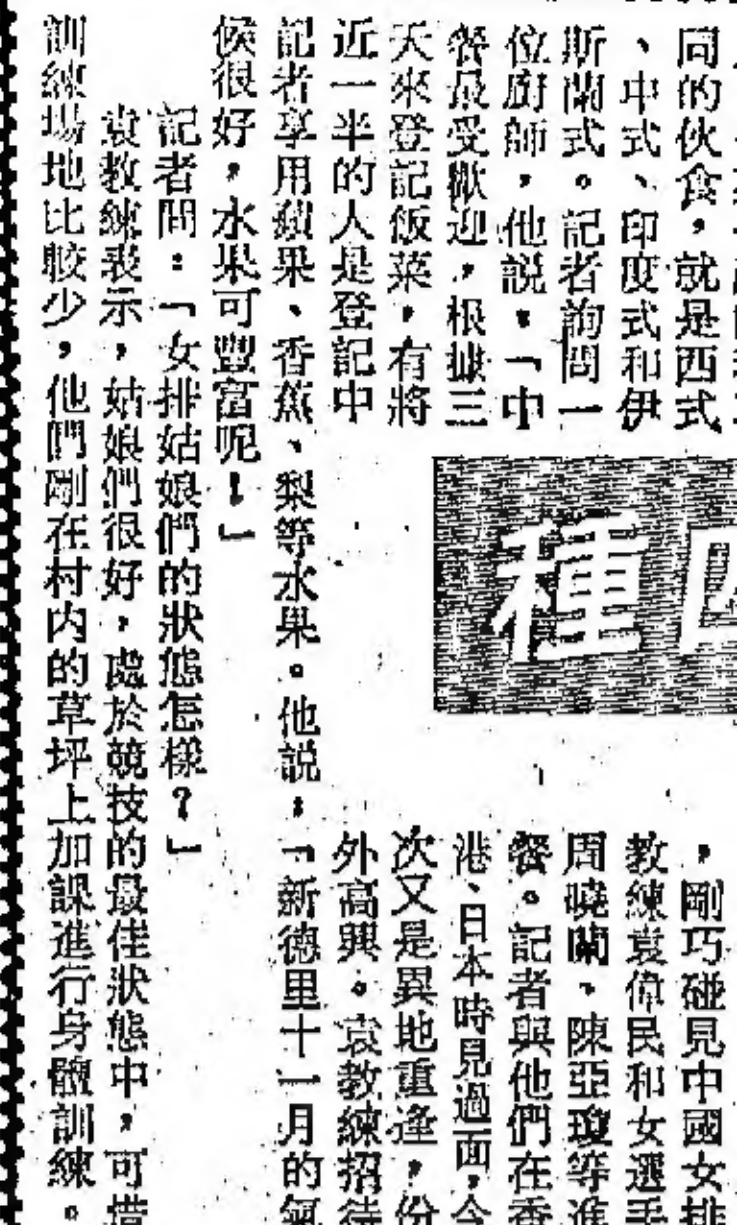 同的伙食，就是西式
、中式、印度式和伊
斯蘭式。記者詢問一
位廚師，他説：「中
餐最受歡迎，根據三
天來登記飯菜，有將
近一半的人是登記中
種
，剛巧碰見中國女排
教練袁偉民和女選手
周曉蘭、陳亞瓊等進
餐。記者與他們在香
港、日本時見過面，今
次又是異地重逢，份
外高興。袁教練招待
記者享用蘋果、香蕉、梨等水果。他説：「新德里十一月的氣
候很好，水果可豐富呢！」
記者問：「女排姑娘們的狀態怎樣？」
袁教練表示，姑娘們很好，處於競技的最佳狀態中，可惜
訓練場地比較少，他們剛在村内的草坪上加課進行身體訓練。